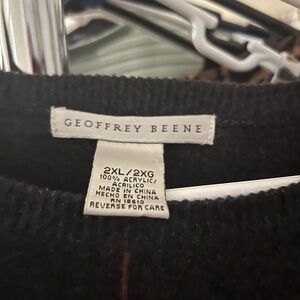 GEOFFREY BEENE
2XL/2XG
100% ACRYLIC/
ACRILICO
MADE IN CHINA
HECHO EN CHINA
RN 15610
REVERSE FOR CARE